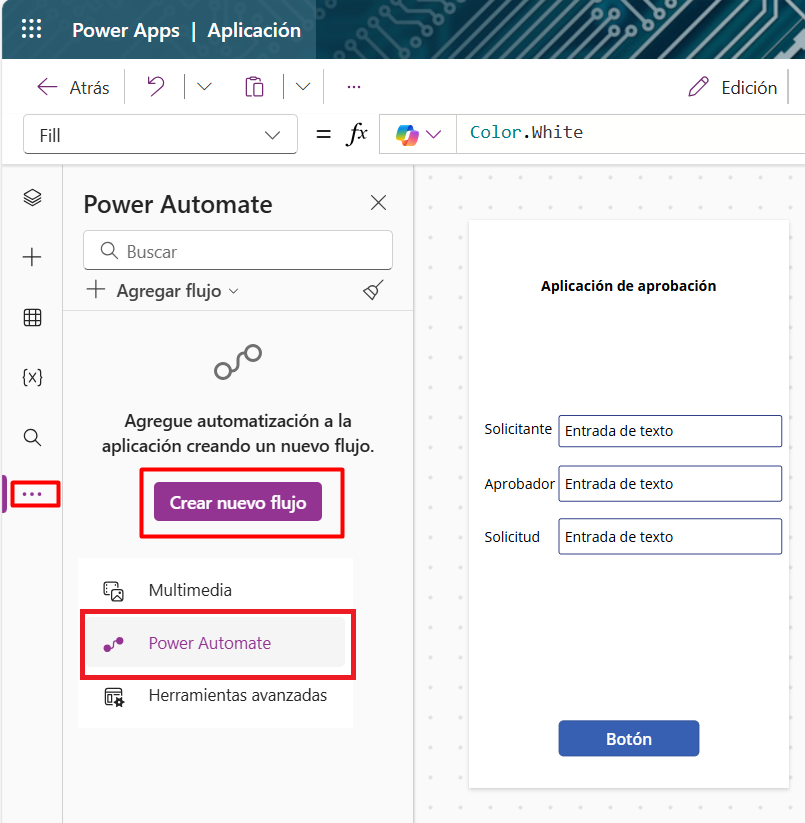 Power Apps | Aplicación
Atrás
Edición
Fill
= fx
Color.White
Power Automate
Buscar
Agregar flujo
Agregue automatización a la
aplicación creando un nuevo flujo.
Crear nuevo flujo
Multimedia
Power Automate
Herramientas avanzadas
Aplicación de aprobación
Solicitante Entrada de texto
Aprobador Entrada de texto
Solicitud Entrada de texto
Botón